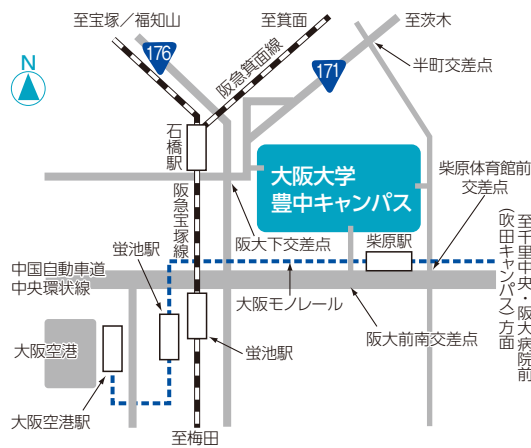 至宝塚／福知山
至箕面
至茨木
176
阪急箕面線
171
半町交差点
N
石橋駅
大阪大学
豊中キャンパス
柴原体育館前
交差点
阪急宝塚線
阪大下交差点
柴原駅
至千里中央・阪大病院前
（吹田キャンパス）方面
蛍池駅
中国自動車道
中央環状線
大阪モノレール
阪大前南交差点
大阪空港
蛍池駅
大阪空港駅
至梅田